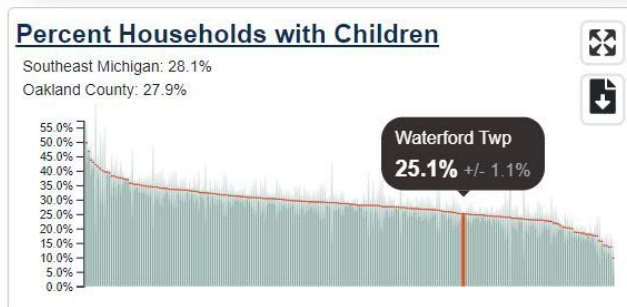 Percent Households with Children
Southeast Michigan: 28.1%
Oakland County: 27.9%
Waterford Twp
25.1% +/- 1.1%
55.0%
50.0%
45.0%
40.0%
35.0%
30.0%
25.0%
20.0%
15.0%
10.0%
5.0%
0.0%